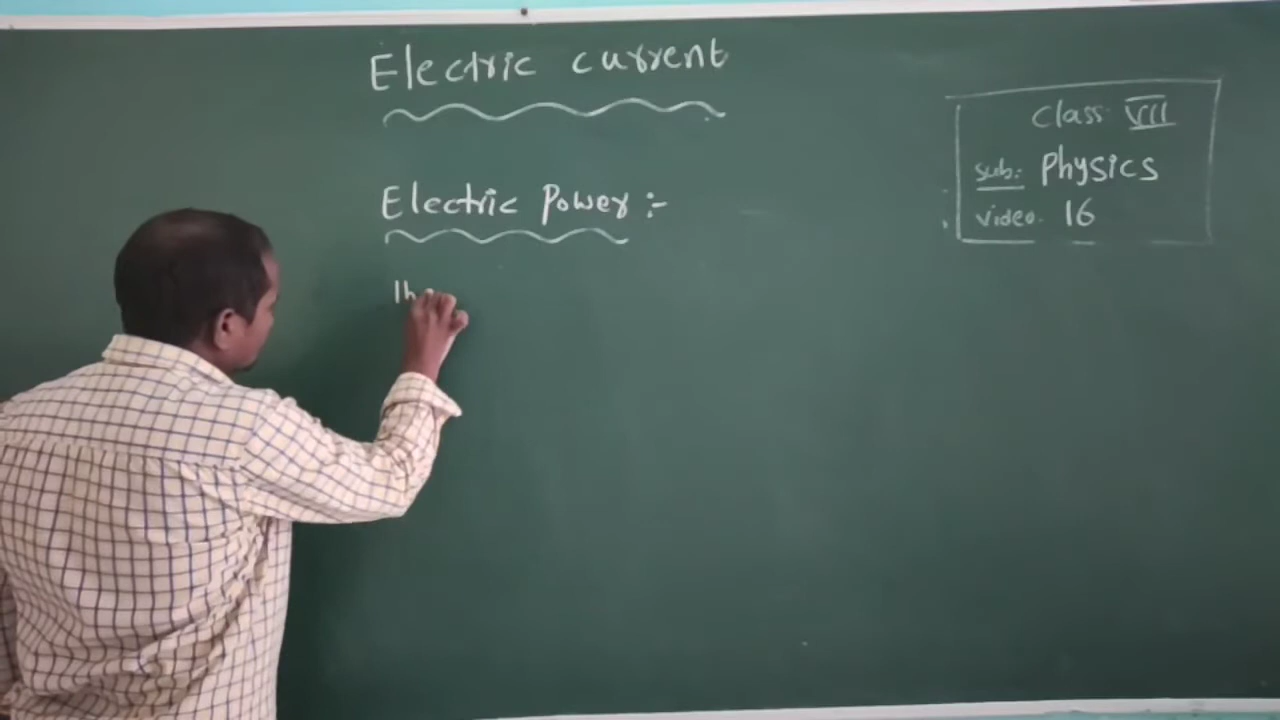 Electric current
Class VII
Sub: Physics
Video. 16
Electric Power :-